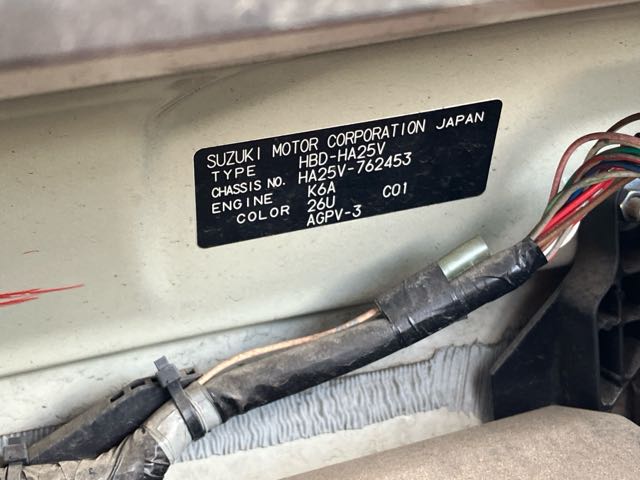 SUZUKI MOTOR CORPORATION JAPAN
TYPE HBD-HA25V
CHASSIS NO. HA25V-762453
ENGINE K6A C01
COLOR 26U
AGPV-3